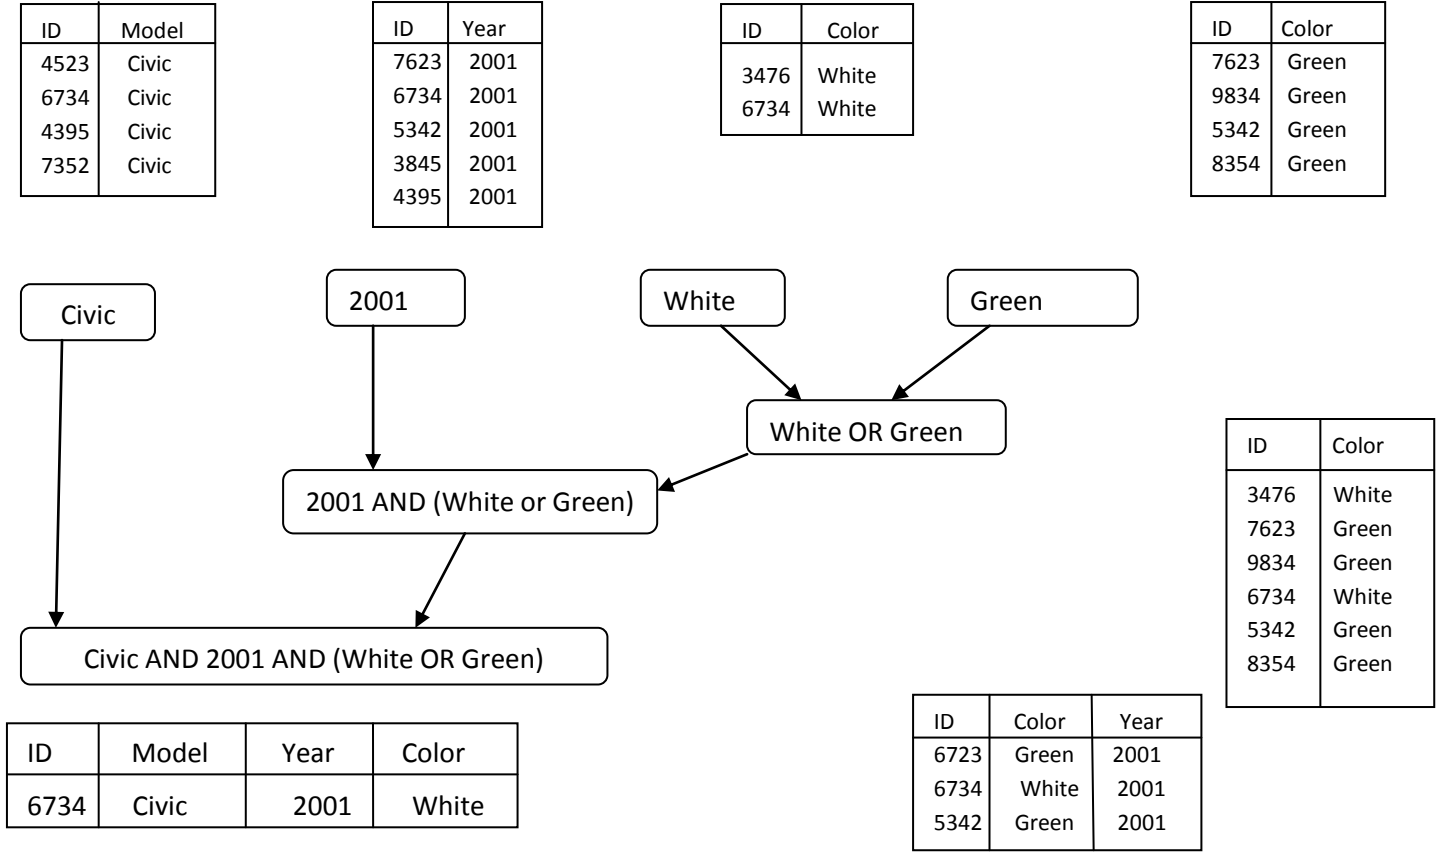 ID Model
4523 Civic
6734 Civic
4395 Civic
7352 Civic
ID Year
7623 2001
6734 2001
5342 2001
3845 2001
4395 2001
ID Color
3476 White
6734 White
ID Color
7623 Green
9834 Green
5342 Green
8354 Green
Civic
2001
White
Green
White OR Green
2001 AND (White or Green)
Civic AND 2001 AND (White OR Green)
ID Color
3476 White
7623 Green
9834 Green
6734 White
5342 Green
8354 Green
ID Color Year
6723 Green 2001
6734 White 2001
5342 Green 2001
ID Model Year Color
6734 Civic 2001 White